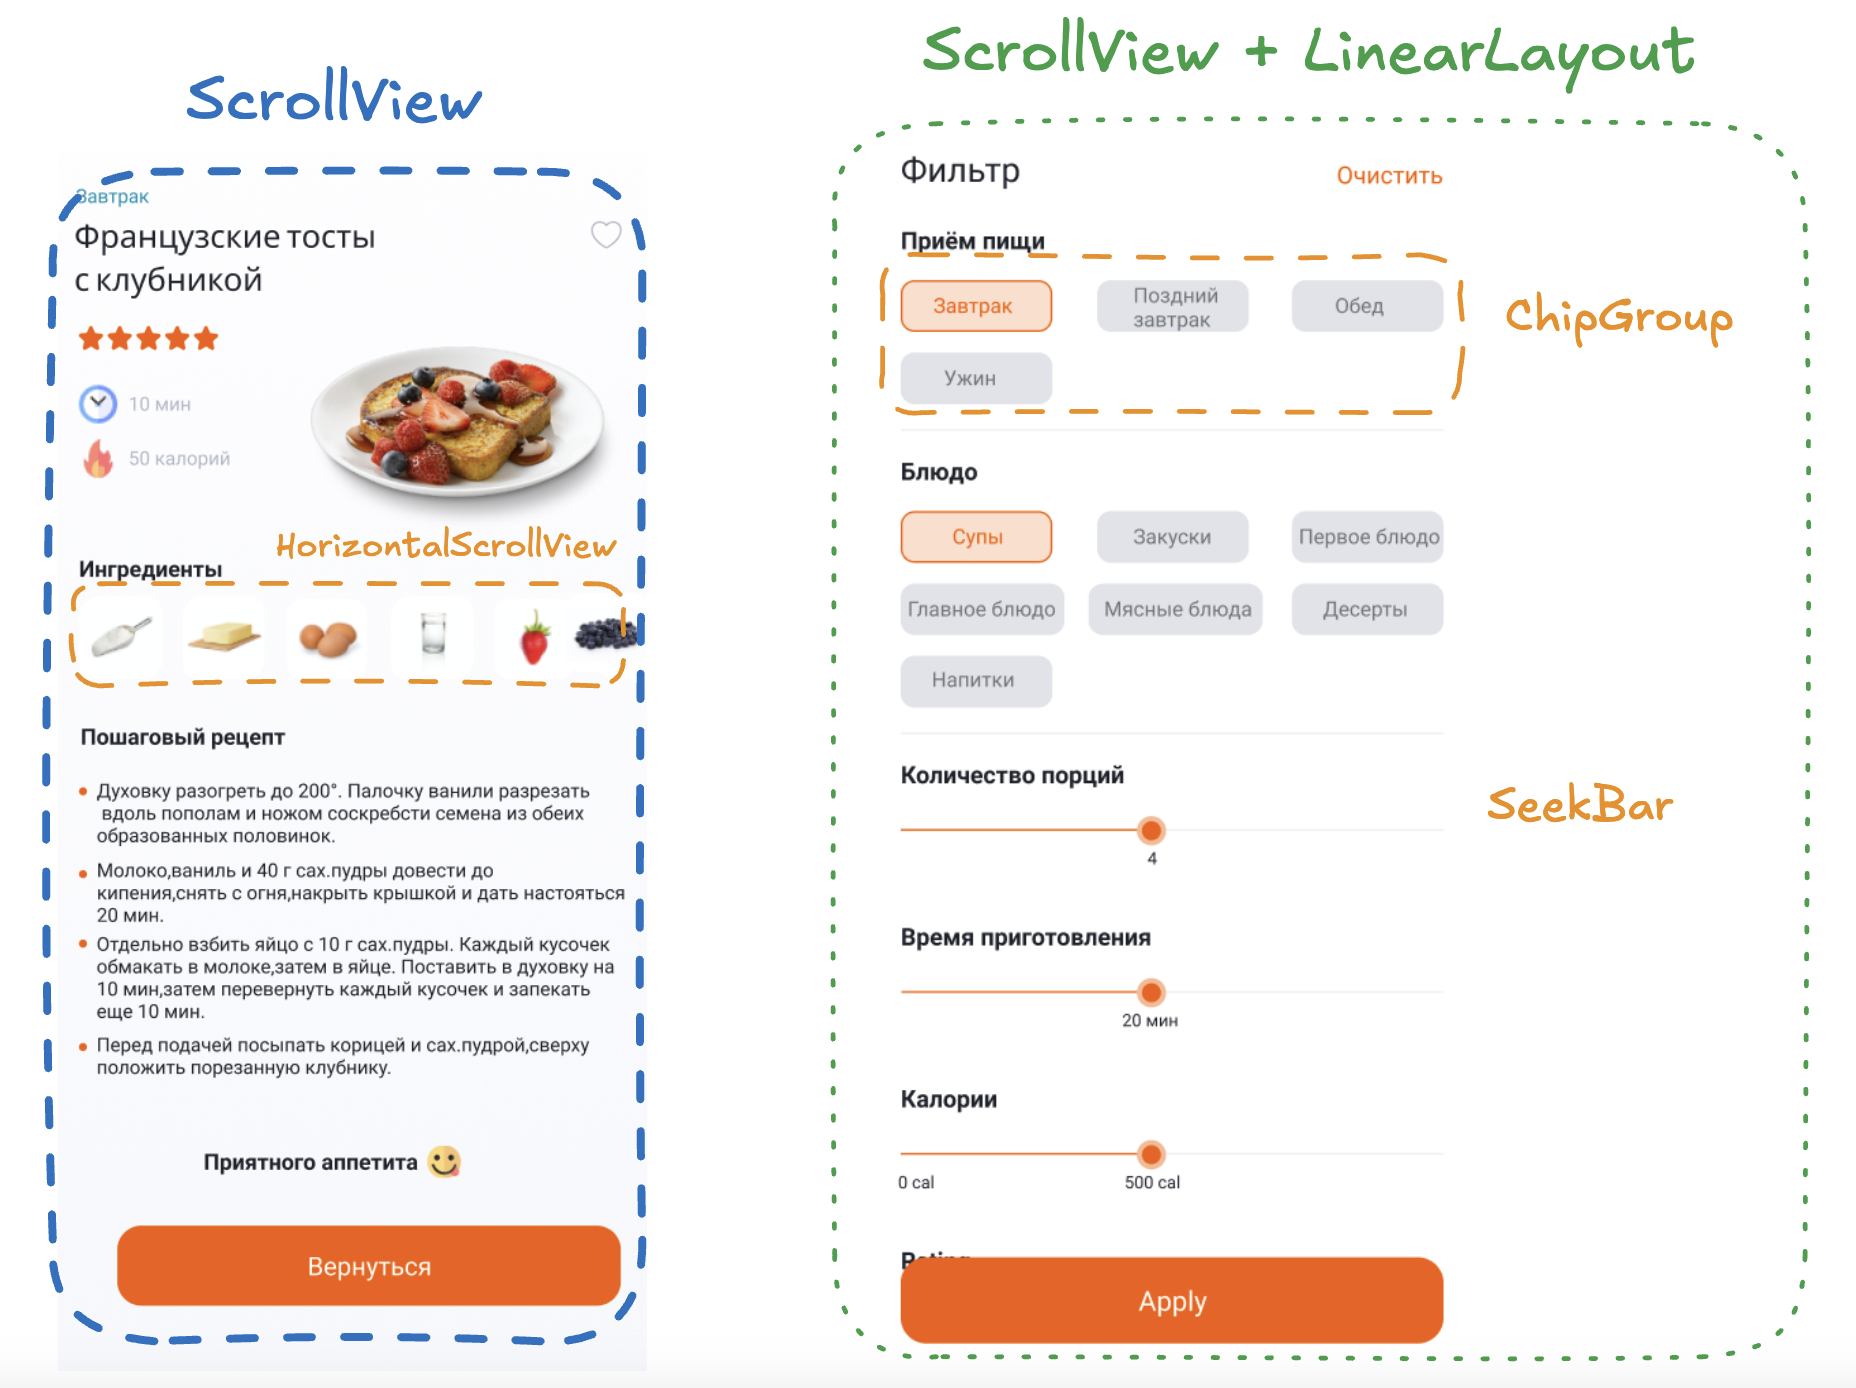 ScrollView
Завтрак
Французские тосты
с клубникой
10 мин
50 калорий
HorizontalScrollView
Ингредиенты
Пошаговый рецепт
Духовку разогреть до 200°. Палочку ванили разрезать
вдоль пополам и ножом соскребсти семена из обеих
образованных половинок.
Молоко,ваниль и 40 г сах.пудры довести до
кипения,снять с огня,накрыть крышкой и дать настояться
20 мин.
Отдельно взбить яйцо с 10 г сах.пудры. Каждый кусочек
обмакать в молоке,затем в яйце. Поставить в духовку на
10 мин,затем перевернуть каждый кусочек и запекать
еще 10 мин.
Перед подачей посыпать корицей и сах.пудрой,сверху
положить порезанную клубнику.
Приятного аппетита
Вернуться
ScrollView + LinearLayout
Фильтр
Очистить
Приём пищи
Завтрак
Поздний
завтрак
Обед
Ужин
ChipGroup
Блюдо
Супы
Закуски
Первое блюдо
Главное блюдо
Мясные блюда
Десерты
Напитки
Количество порций
SeekBar
4
Время приготовления
20 мин
Калории
0 cal
500 cal
Rating
Apply